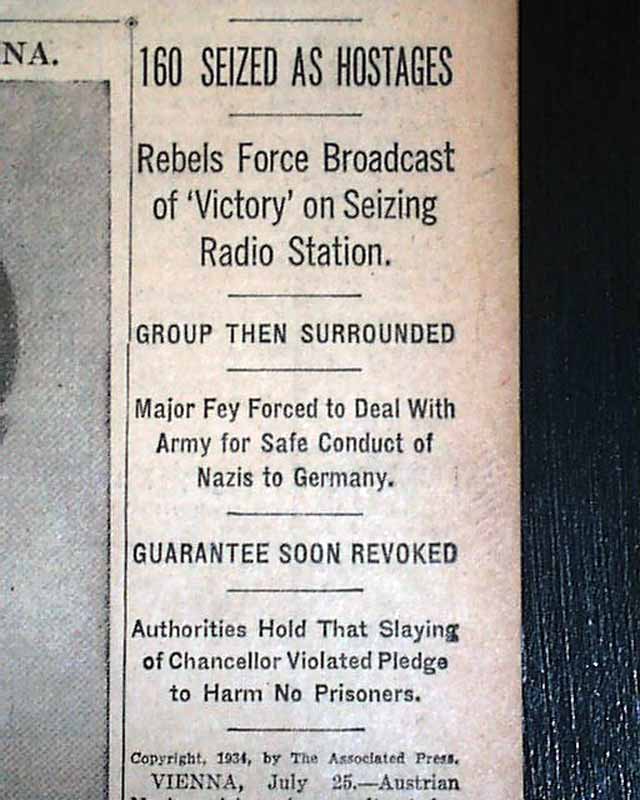 NNA.
160 SEIZED AS HOSTAGES
Rebels Force Broadcast
of 'Victory' on Seizing
Radio Station.
GROUP THEN SURROUNDED
Major Fey Forced to Deal With
Army for Safe Conduct of
Nazis to Germany.
GUARANTEE SOON REVOKED
Authorities Hold That Slaying
of Chancellor Violated Pledge
to Harm No Prisoners.
Copyright, 1934, by The Associated Press.
VIENNA, July 25.—Austrian